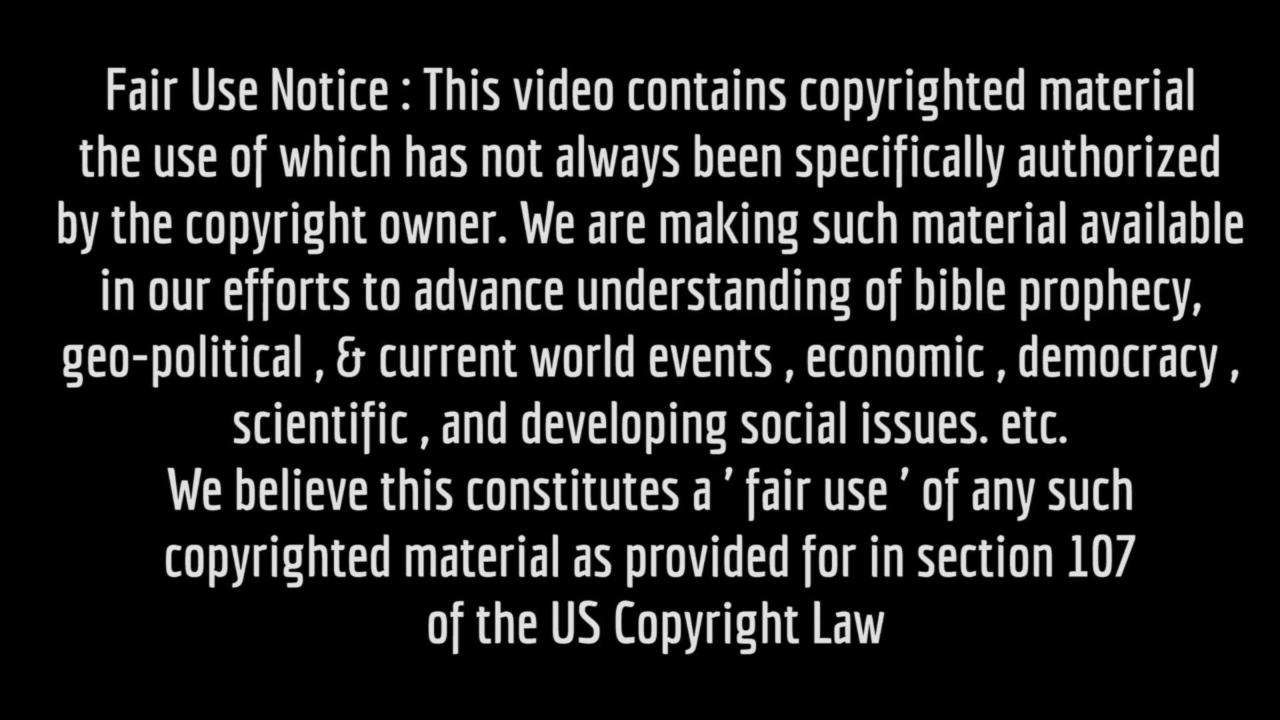 Fair Use Notice : This video contains copyrighted material
the use of which has not always been specifically authorized
by the copyright owner. We are making such material available
in our efforts to advance understanding of bible prophecy,
geo-political , & current world events , economic , democracy ,
scientific , and developing social issues. etc.
We believe this constitutes a ' fair use ' of any such
copyrighted material as provided for in section 107
of the US Copyright Law